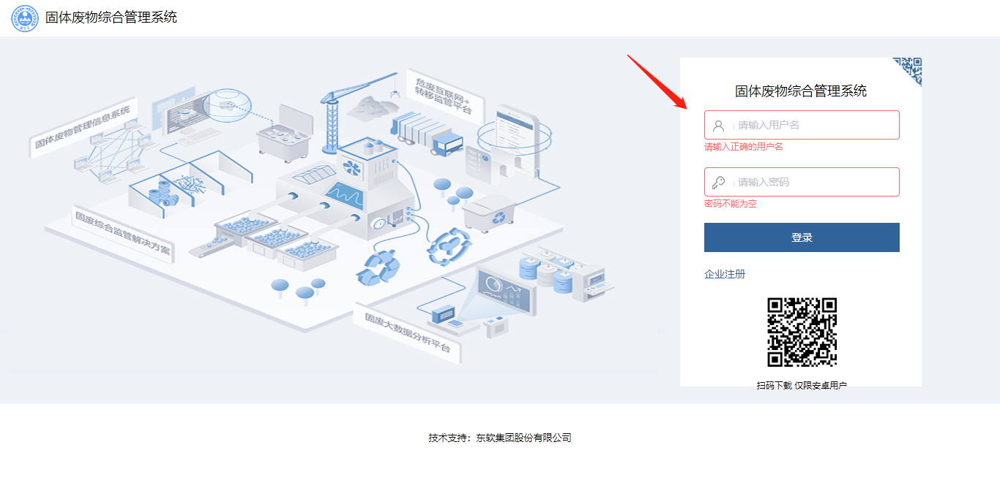 固体废物综合管理系统
固体废物管理信息系统
危废互联网+
转移监管平台
固废综合监管解决方案
固废大数据分析平台
固体废物综合管理系统
请输入用户名
请输入正确的用户名
请输入密码
密码不能为空
登录
企业注册
扫码下载 仅限安卓用户
技术支持：东软集团股份有限公司